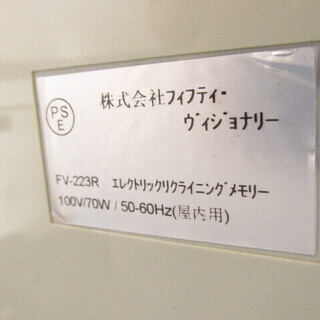 PS
E
株式会社フィフティー
ヴィジョナリー
FV-223R エレクトリックリクライニングメモリー
100V/70W / 50-60Hz(屋内用)